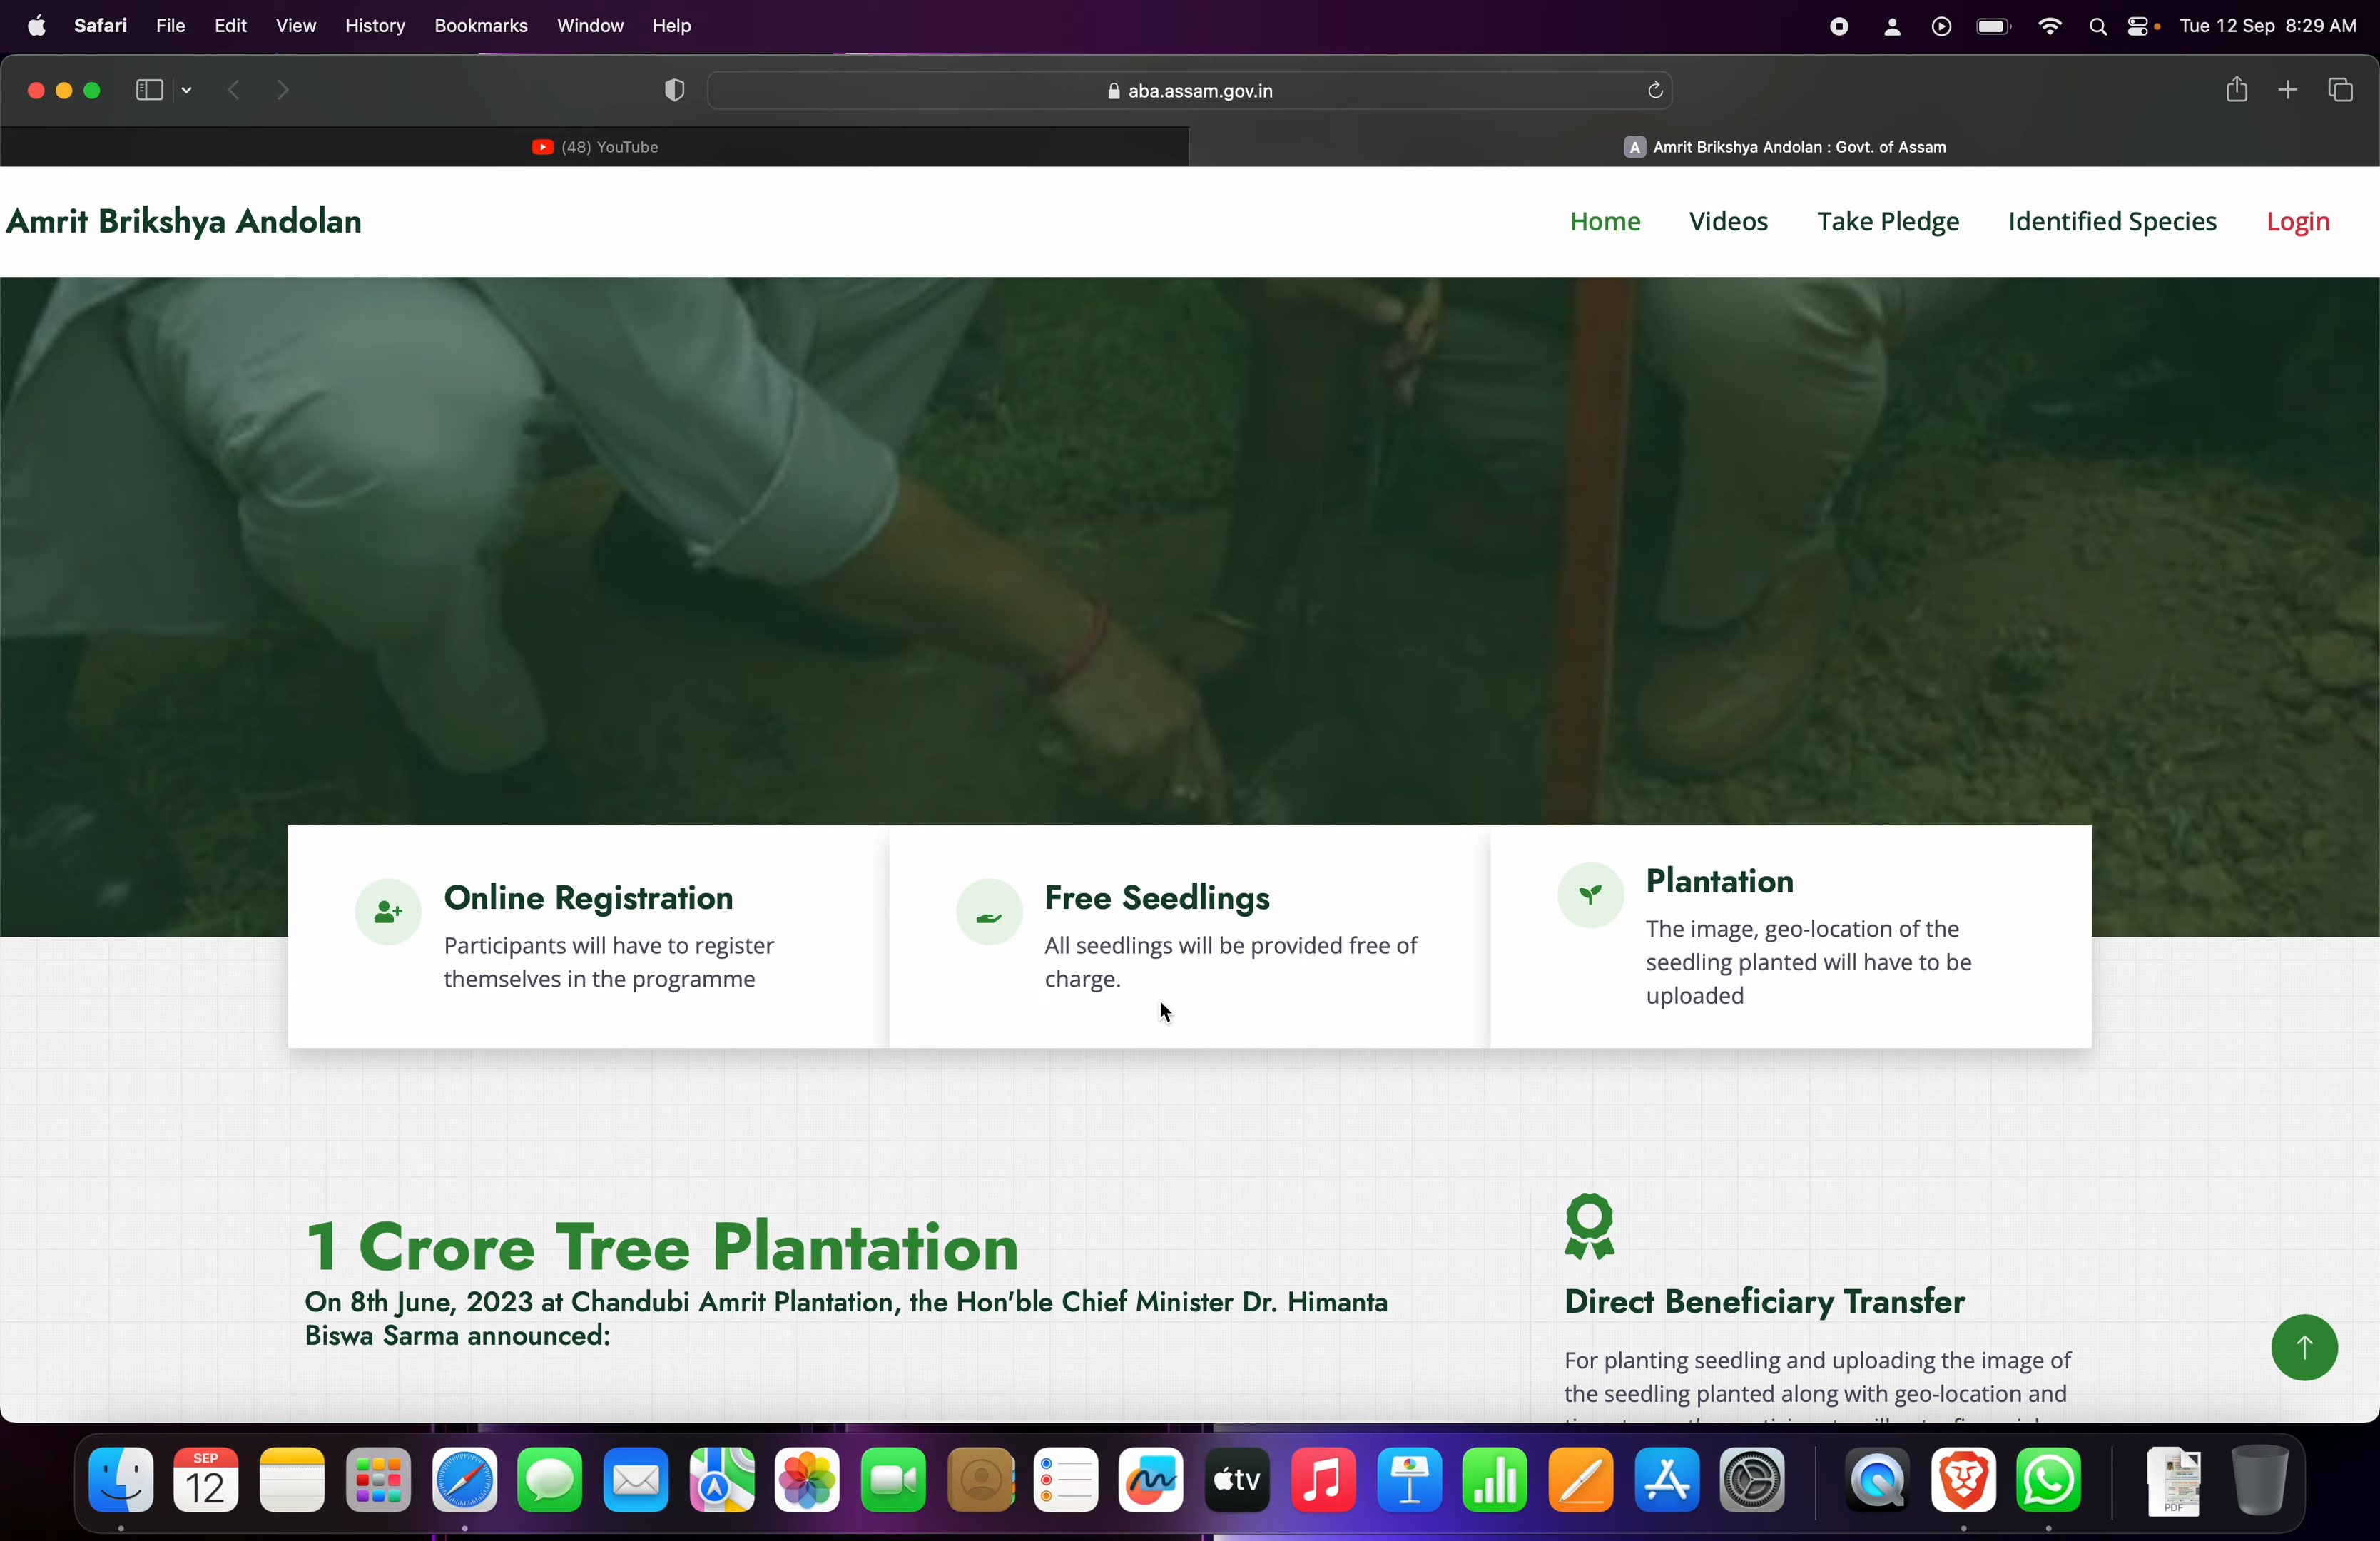 Safari File Edit View History Bookmarks Window Help Tue 12 Sep 8:29 AM
aba.assam.gov.in
(48) YouTube
A Amrit Brikshya Andolan : Govt. of Assam
Amrit Brikshya Andolan
Home Videos Take Pledge Identified Species Login
Online Registration
Participants will have to register
themselves in the programme
Free Seedlings
All seedlings will be provided free of
charge.
Plantation
The image, geo-location of the
seedling planted will have to be
uploaded
1 Crore Tree Plantation
On 8th June, 2023 at Chandubi Amrit Plantation, the Hon'ble Chief Minister Dr. Himanta
Biswa Sarma announced:
Direct Beneficiary Transfer
For planting seedling and uploading the image of
the seedling planted along with geo-location and
SEP
12
tv
PDF